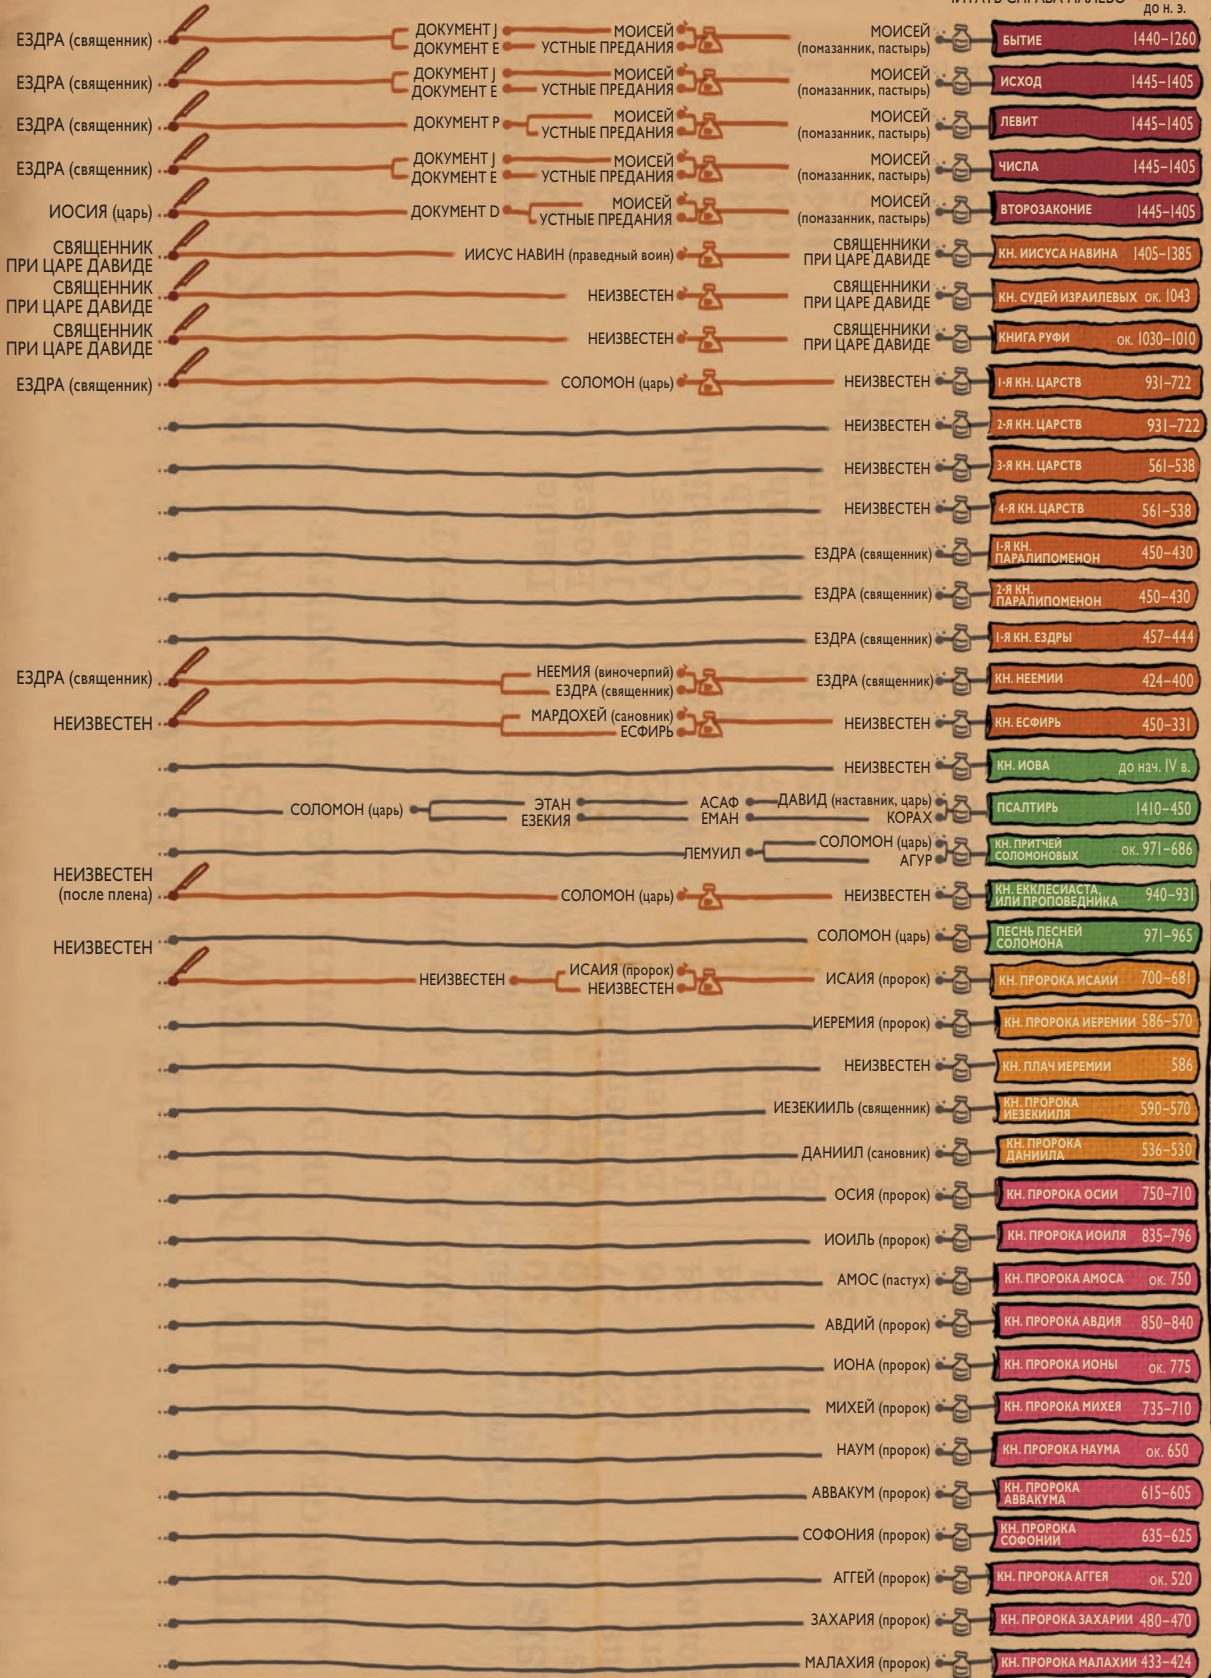 ЧИТАТЬ СПРАВА НАЛЕВО
до н. э.
ЕЗДРА (священник) ДОКУМЕНТ J МОИСЕЙ МОИСЕЙ БЫТИЕ 1440–1260
ДОКУМЕНТ E УСТНЫЕ ПРЕДАНИЯ (помазанник, пастырь)
ЕЗДРА (священник) ДОКУМЕНТ J МОИСЕЙ МОИСЕЙ ИСХОД 1445–1405
ДОКУМЕНТ E УСТНЫЕ ПРЕДАНИЯ (помазанник, пастырь)
ЕЗДРА (священник) ДОКУМЕНТ P МОИСЕЙ МОИСЕЙ ЛЕВИТ 1445–1405
УСТНЫЕ ПРЕДАНИЯ (помазанник, пастырь)
ЕЗДРА (священник) ДОКУМЕНТ J МОИСЕЙ МОИСЕЙ ЧИСЛА 1445–1405
ДОКУМЕНТ E УСТНЫЕ ПРЕДАНИЯ (помазанник, пастырь)
ИОСИЯ (царь) ДОКУМЕНТ D МОИСЕЙ МОИСЕЙ ВТОРОЗАКОНИЕ 1445–1405
УСТНЫЕ ПРЕДАНИЯ (помазанник, пастырь)
СВЯЩЕННИК ИИСУС НАВИН (праведный воин) СВЯЩЕННИКИ КН. ИИСУСА НАВИНА 1405–1385
ПРИ ЦАРЕ ДАВИДЕ ПРИ ЦАРЕ ДАВИДЕ
СВЯЩЕННИК НЕИЗВЕСТЕН СВЯЩЕННИКИ КН. СУДЕЙ ИЗРАИЛЕВЫХ ок. 1043
ПРИ ЦАРЕ ДАВИДЕ ПРИ ЦАРЕ ДАВИДЕ
СВЯЩЕННИК НЕИЗВЕСТЕН СВЯЩЕННИКИ КНИГА РУФИ ок. 1030–1010
ПРИ ЦАРЕ ДАВИДЕ ПРИ ЦАРЕ ДАВИДЕ
ЕЗДРА (священник) СОЛОМОН (царь) НЕИЗВЕСТЕН 1-Я КН. ЦАРСТВ 931–722
НЕИЗВЕСТЕН 2-Я КН. ЦАРСТВ 931–722
НЕИЗВЕСТЕН 3-Я КН. ЦАРСТВ 561–538
НЕИЗВЕСТЕН 4-Я КН. ЦАРСТВ 561–538
ЕЗДРА (священник) 1-Я КН. 450–430
ПАРАЛИПОМЕНОН
ЕЗДРА (священник) 2-Я КН. 450–430
ПАРАЛИПОМЕНОН
ЕЗДРА (священник) 1-Я КН. ЕЗДРЫ 457–444
ЕЗДРА (священник) НЕЕМИЯ (виночерпий) ЕЗДРА (священник) КН. НЕЕМИИ 424–400
ЕЗДРА (священник)
НЕИЗВЕСТЕН МАРДОХЕЙ (сановник) НЕИЗВЕСТЕН КН. ЕСФИРЬ 450–331
ЕСФИРЬ
НЕИЗВЕСТЕН КН. ИОВА до нач. IV в.
СОЛОМОН (царь) ЭТАН АСАФ ДАВИД (наставник, царь) ПСАЛТИРЬ 1410–450
ЕЗЕКИЯ ЕМАН КОРАХ
ЛЕМУИЛ СОЛОМОН (царь) КН. ПРИТЧЕЙ ок. 971–686
АГУР СОЛОМОНОВЫХ
НЕИЗВЕСТЕН СОЛОМОН (царь) НЕИЗВЕСТЕН КН. ЕККЛЕСИАСТА, 940–931
(после плена) ИЛИ ПРОПОВЕДНИКА
НЕИЗВЕСТЕН СОЛОМОН (царь) ПЕСНЬ ПЕСНЕЙ 971–965
СОЛОМОНА
НЕИЗВЕСТЕН ИСАИЯ (пророк) ИСАИЯ (пророк) КН. ПРОРОКА ИСАИИ 700–681
НЕИЗВЕСТЕН
ИЕРЕМИЯ (пророк) КН. ПРОРОКА ИЕРЕМИИ 586–570
НЕИЗВЕСТЕН КН. ПЛАЧ ИЕРЕМИИ 586
ИЕЗЕКИИЛЬ (священник) КН. ПРОРОКА 590–570
ИЕЗЕКИИЛЯ
ДАНИИЛ (сановник) КН. ПРОРОКА 536–530
ДАНИИЛА
ОСИЯ (пророк) КН. ПРОРОКА ОСИИ 750–710
ИОИЛЬ (пророк) КН. ПРОРОКА ИОИЛЯ 835–796
АМОС (пастух) КН. ПРОРОКА АМОСА ок. 750
АВДИЙ (пророк) КН. ПРОРОКА АВДИЯ 850–840
ИОНА (пророк) КН. ПРОРОКА ИОНЫ ок. 775
МИХЕЙ (пророк) КН. ПРОРОКА МИХЕЯ 735–710
НАУМ (пророк) КН. ПРОРОКА НАУМА ок. 650
АВВАКУМ (пророк) КН. ПРОРОКА 615–605
АВВАКУМА
СОФОНИЯ (пророк) КН. ПРОРОКА 635–625
СОФОНИИ
АГГЕЙ (пророк) КН. ПРОРОКА АГГЕЯ ок. 520
ЗАХАРИЯ (пророк) КН. ПРОРОКА ЗАХАРИИ 480–470
МАЛАХИЯ (пророк) КН. ПРОРОКА МАЛАХИИ 433–424